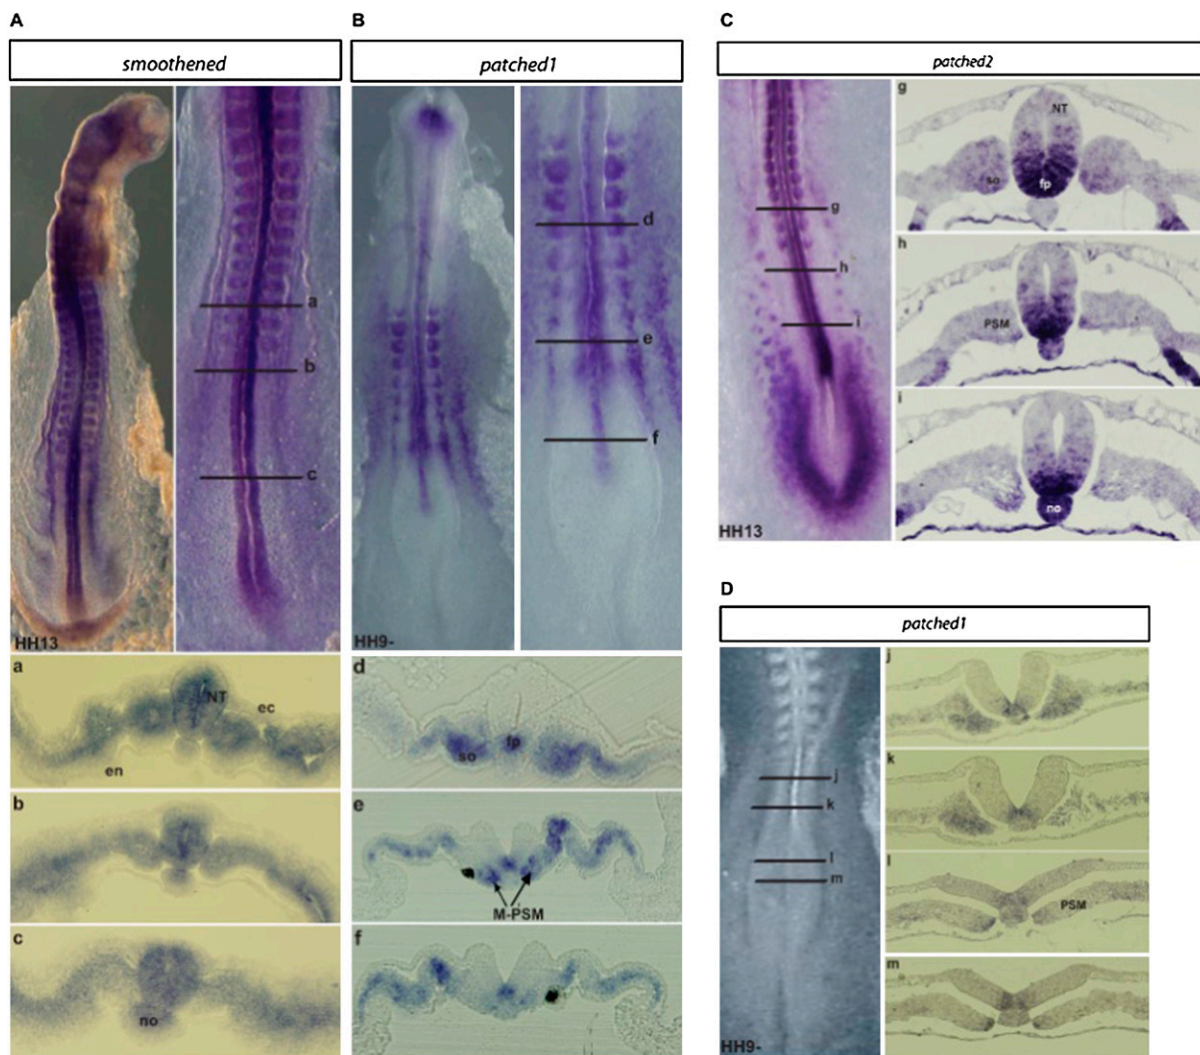 A
B
C
smoothened
patched1
patched2
a
b
c
HH13
d
e
f
HH9-
g
h
i
HH13
g
NT
so
fp
h
PSM
i
no
a
NT
ec
en
b
c
no
d
so
fp
e
M-PSM
f
D
patched1
j
k
l
m
HH9-
j
k
l
PSM
m